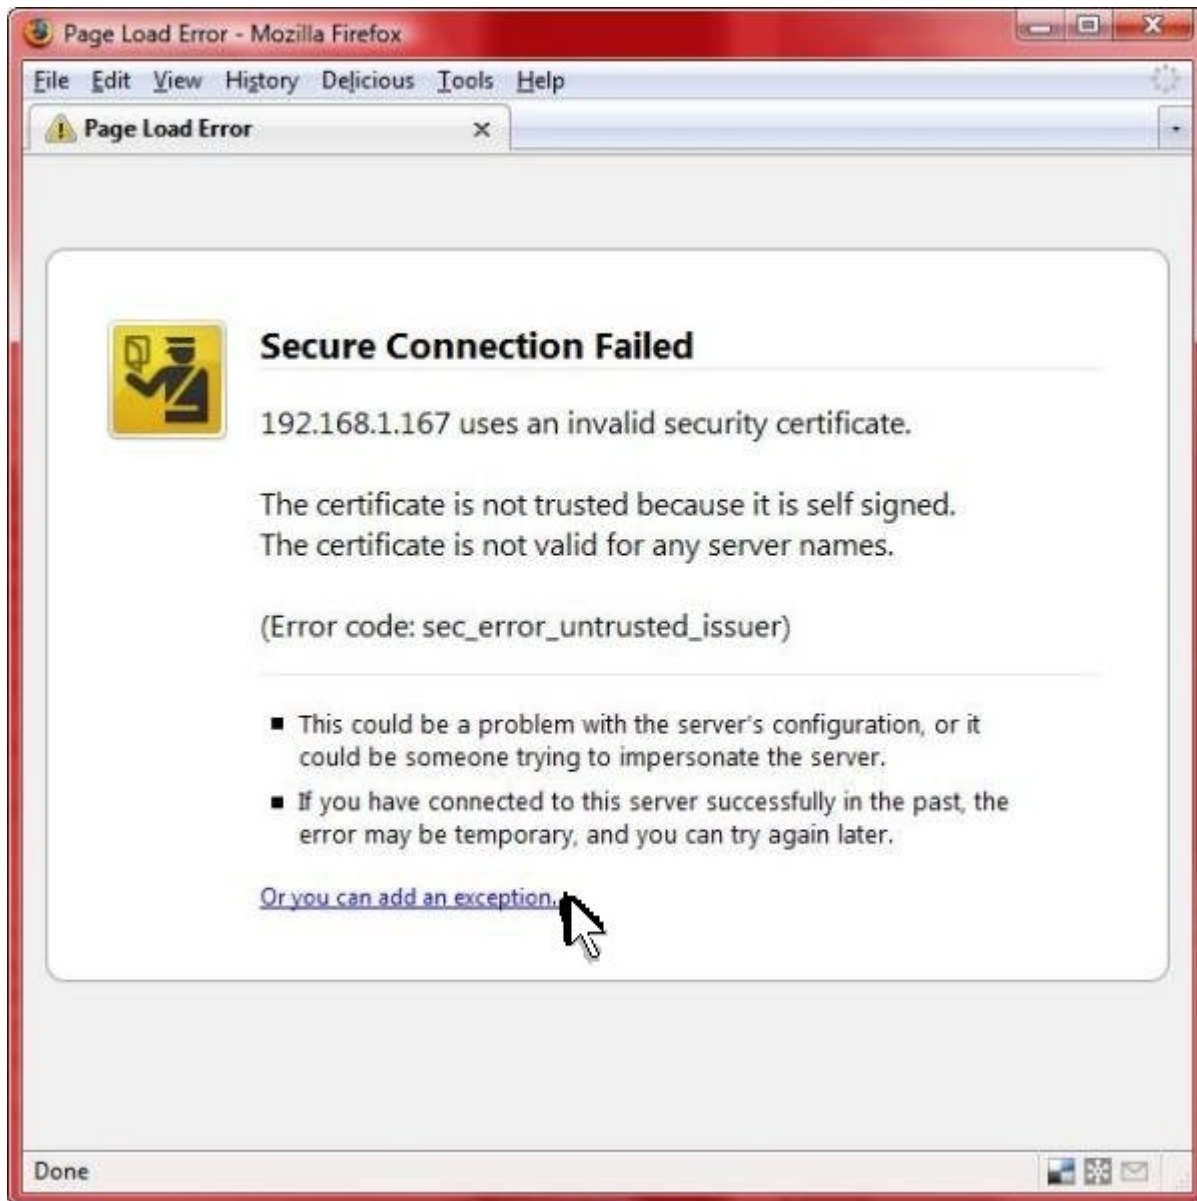 Page Load Error - Mozilla Firefox
File Edit View History Delicious Tools Help
Page Load Error
Secure Connection Failed
192.168.1.167 uses an invalid security certificate.
The certificate is not trusted because it is self signed.
The certificate is not valid for any server names.
(Error code: sec_error_untrusted_issuer)
This could be a problem with the server's configuration, or it
could be someone trying to impersonate the server.
If you have connected to this server successfully in the past, the
error may be temporary, and you can try again later.
Or you can add an exception.
Done